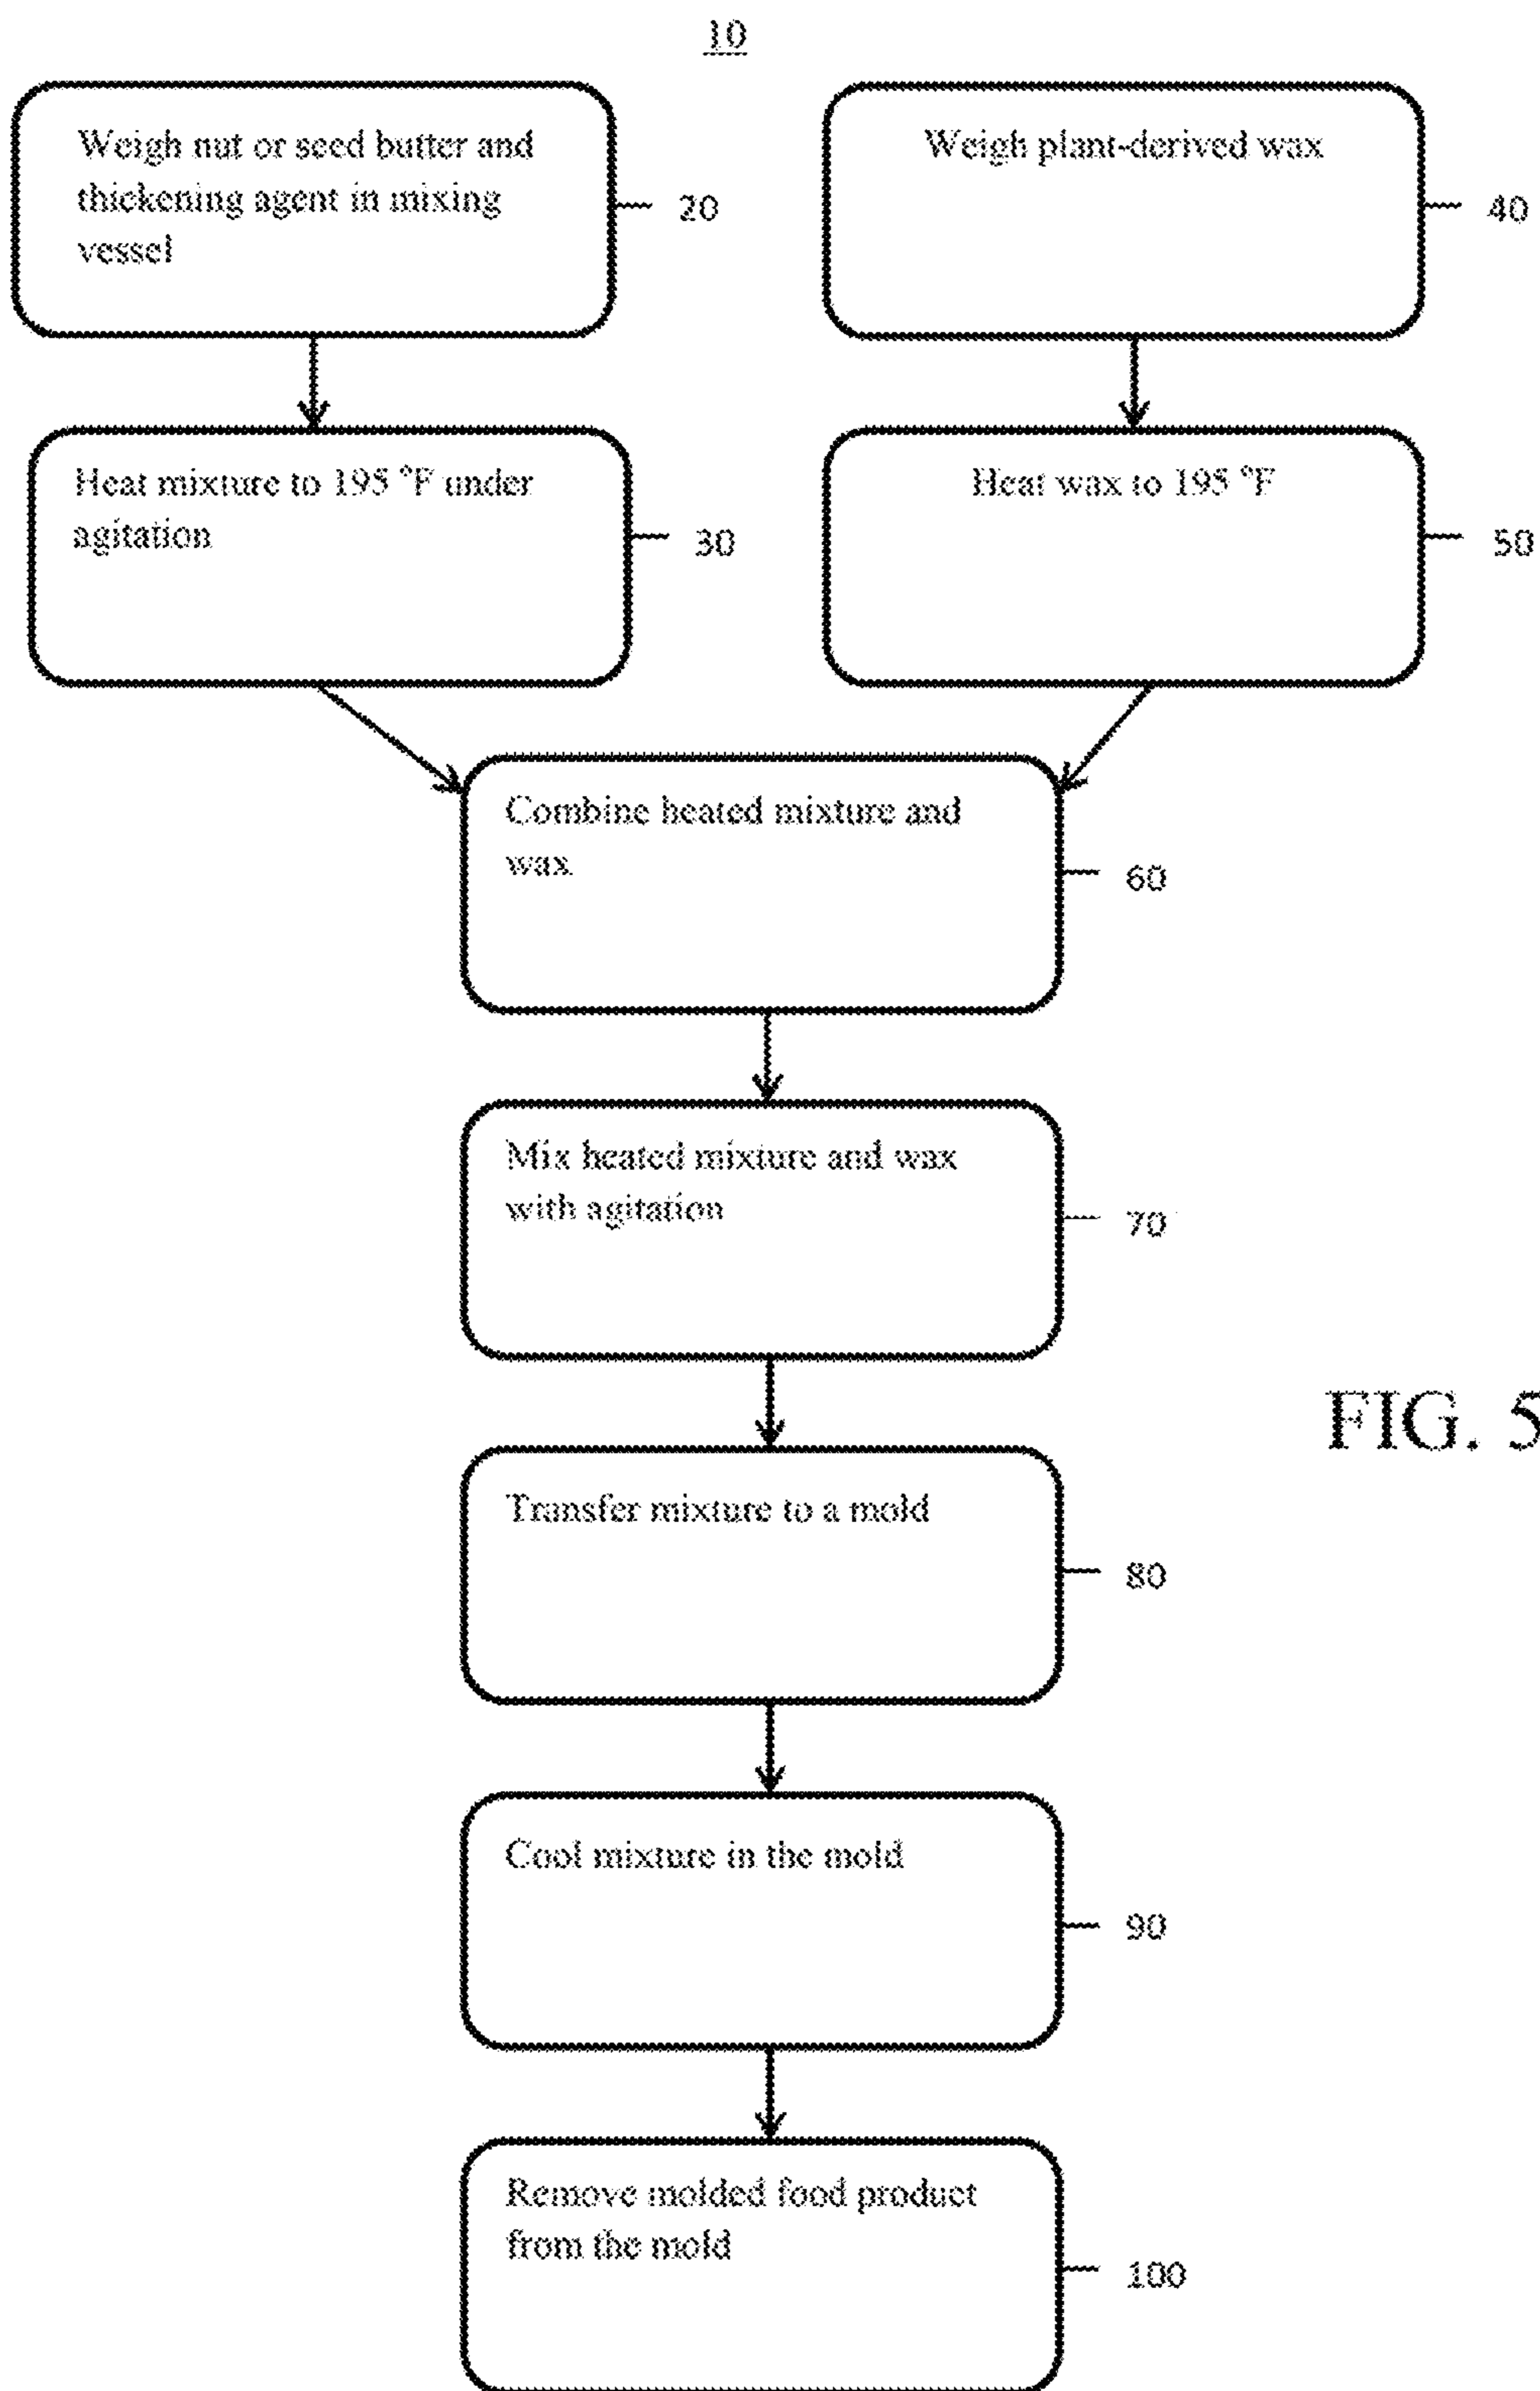 10
Weigh nut or seed butter and
thickening agent in mixing
vessel
20
Weigh plant-derived wax
40
Heat mixture to 195 °F under
agitation
30
Heat wax to 195 °F
50
Combine heated mixture and
wax
60
Mix heated mixture and wax
with agitation
70
FIG. 5
Transfer mixture to a mold
80
Cool mixture in the mold
90
Remove molded food product
from the mold
100